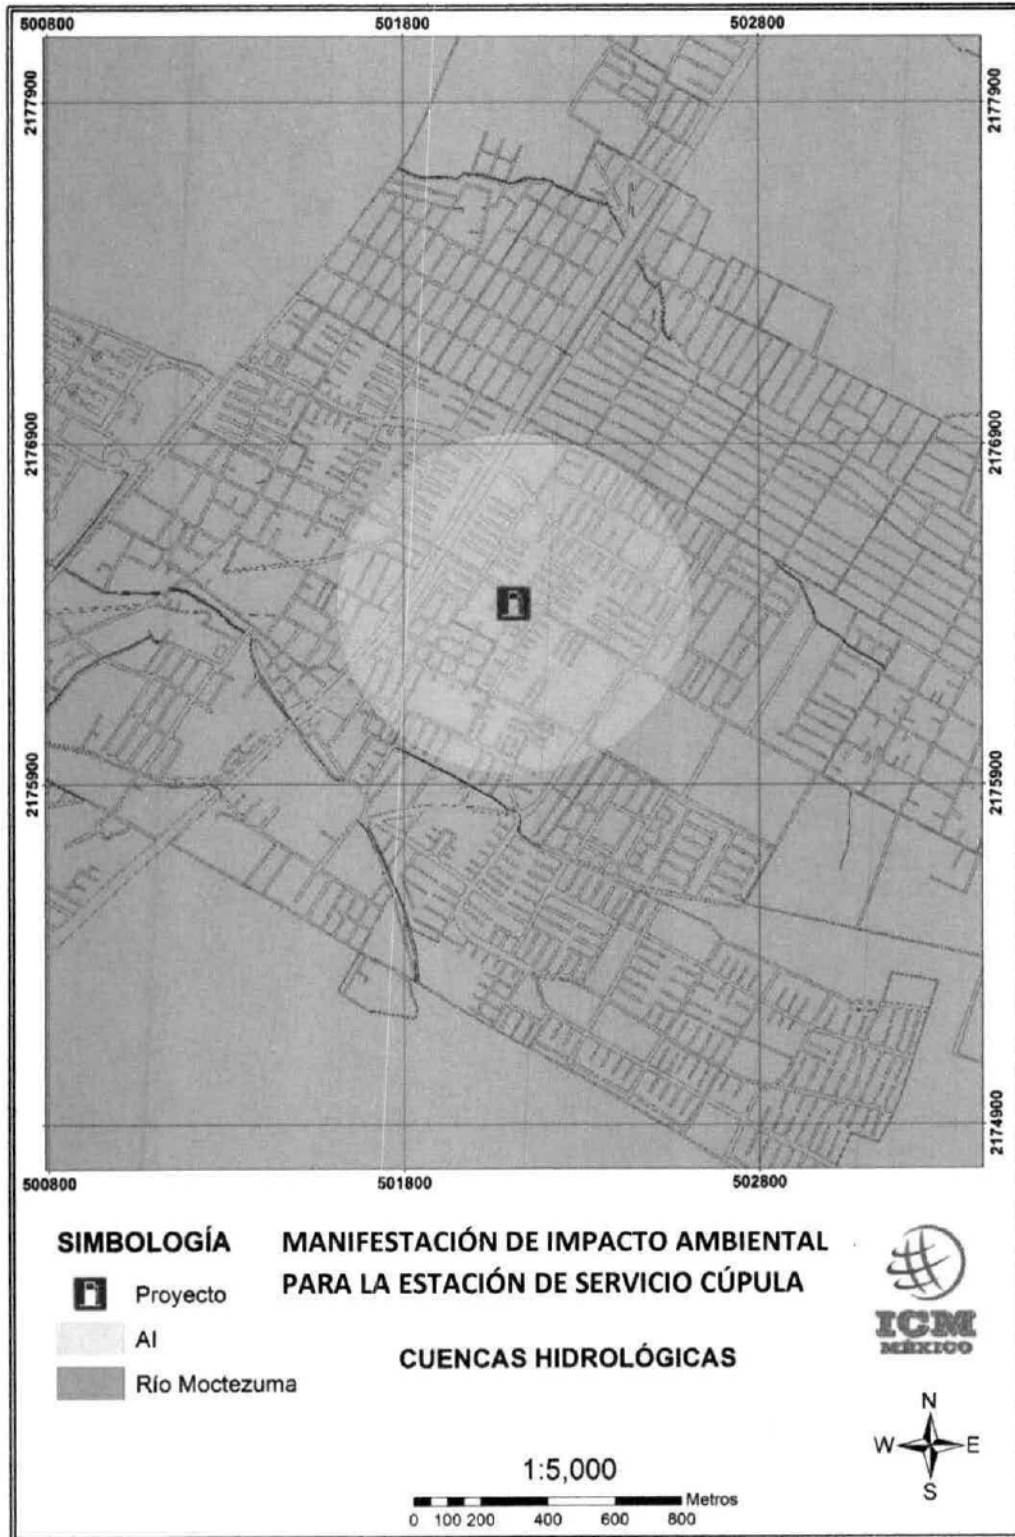 500800 501800 502800
2177900 2177900
2176900 2176900
2175900 2175900
2174900
500800 501800 502800
SIMBOLOGÍA
Proyecto
AI
Río Moctezuma
MANIFESTACIÓN DE IMPACTO AMBIENTAL
PARA LA ESTACIÓN DE SERVICIO CÚPULA
CUENCAS HIDROLÓGICAS
ICM
MÉXICO
N
W E
S
1:5,000
Metros
0 100 200 400 600 800